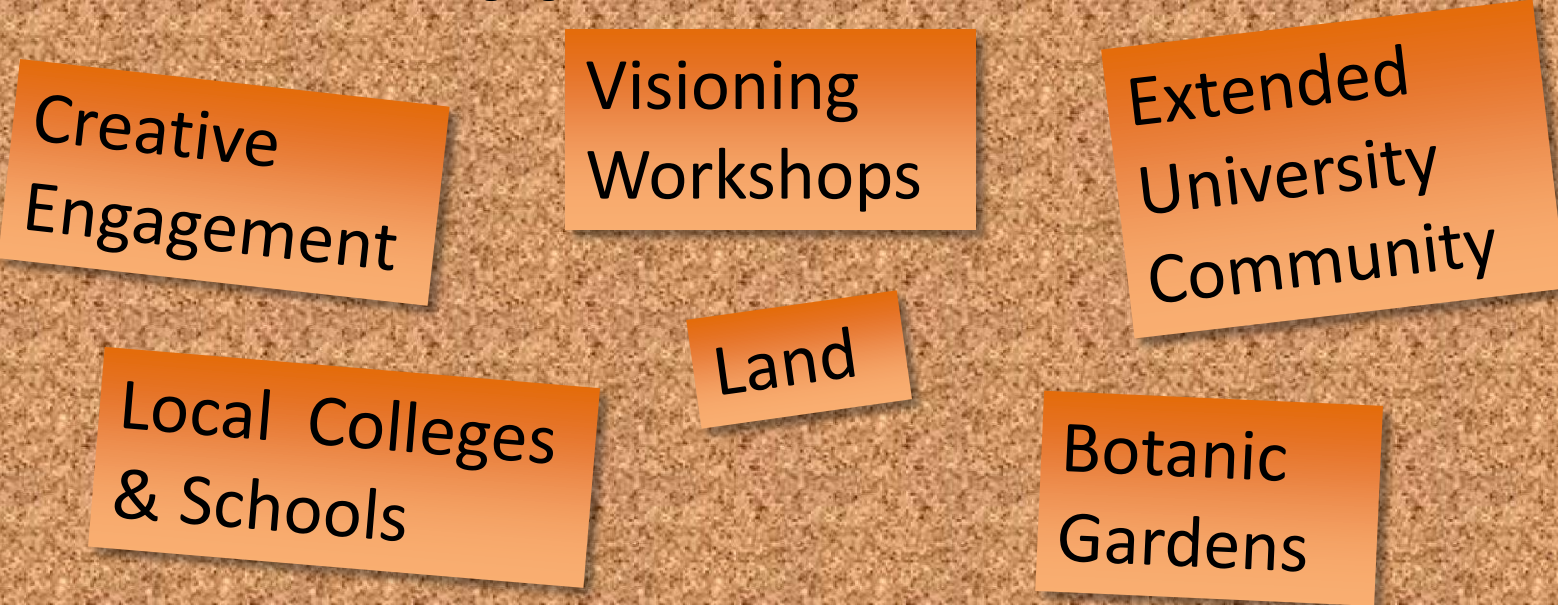 Creative
Engagement
Visioning
Workshops
Extended
University
Community
Land
Local Colleges
& Schools
Botanic
Gardens